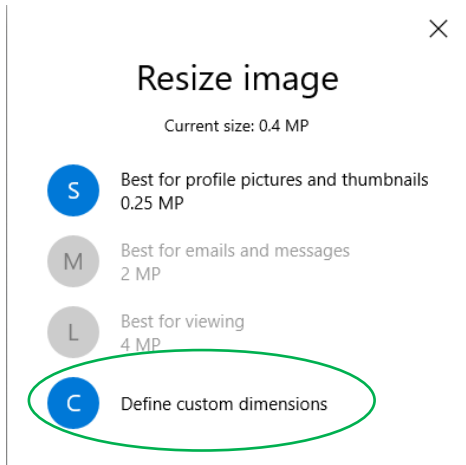 Resize image
Current size: 0.4 MP
S
Best for profile pictures and thumbnails
0.25 MP
M
Best for emails and messages
2 MP
L
Best for viewing
4 MP
C
Define custom dimensions